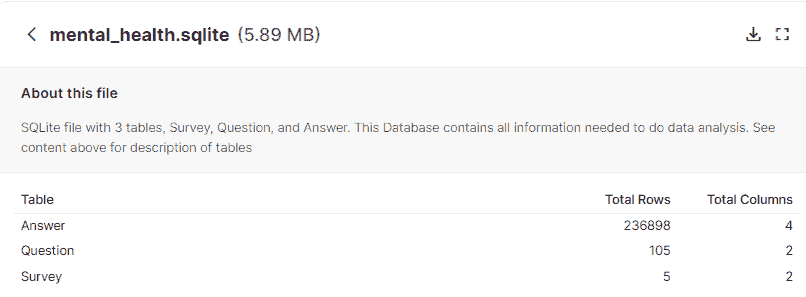 mental_health.sqlite (5.89 MB)
About this file
SQLite file with 3 tables, Survey, Question, and Answer. This Database contains all information needed to do data analysis. See
content above for description of tables
Table Total Rows Total Columns
Answer 236898 4
Question 105 2
Survey 5 2